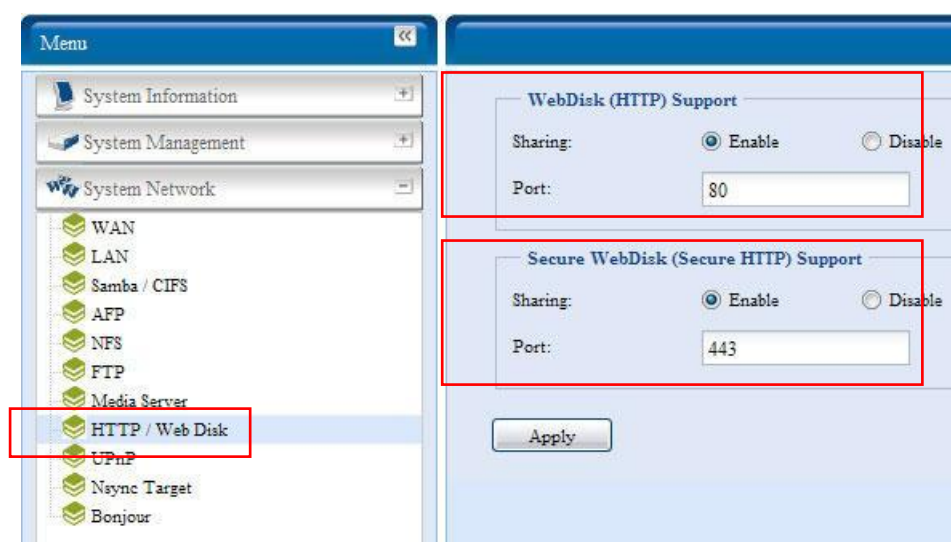 Menu
System Information
System Management
System Network
WAN
LAN
Samba / CIFS
AFP
NFS
FTP
Media Server
HTTP / Web Disk
UPnP
Nsync Target
Bonjour
WebDisk (HTTP) Support
Sharing: Enable Disable
Port: 80
Secure WebDisk (Secure HTTP) Support
Sharing: Enable Disable
Port: 443
Apply